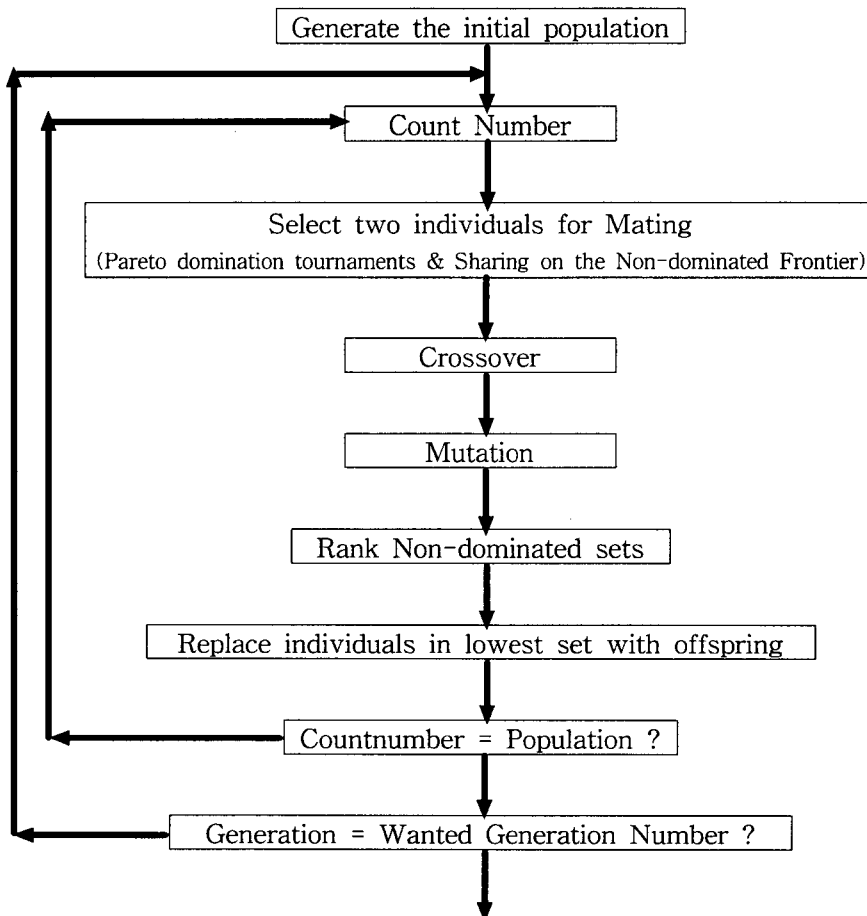 Generate the initial population
Count Number
Select two individuals for Mating
(Pareto domination tournaments & Sharing on the Non-dominated Frontier)
Crossover
Mutation
Rank Non-dominated sets
Replace individuals in lowest set with offspring
Countnumber = Population ?
Generation = Wanted Generation Number ?